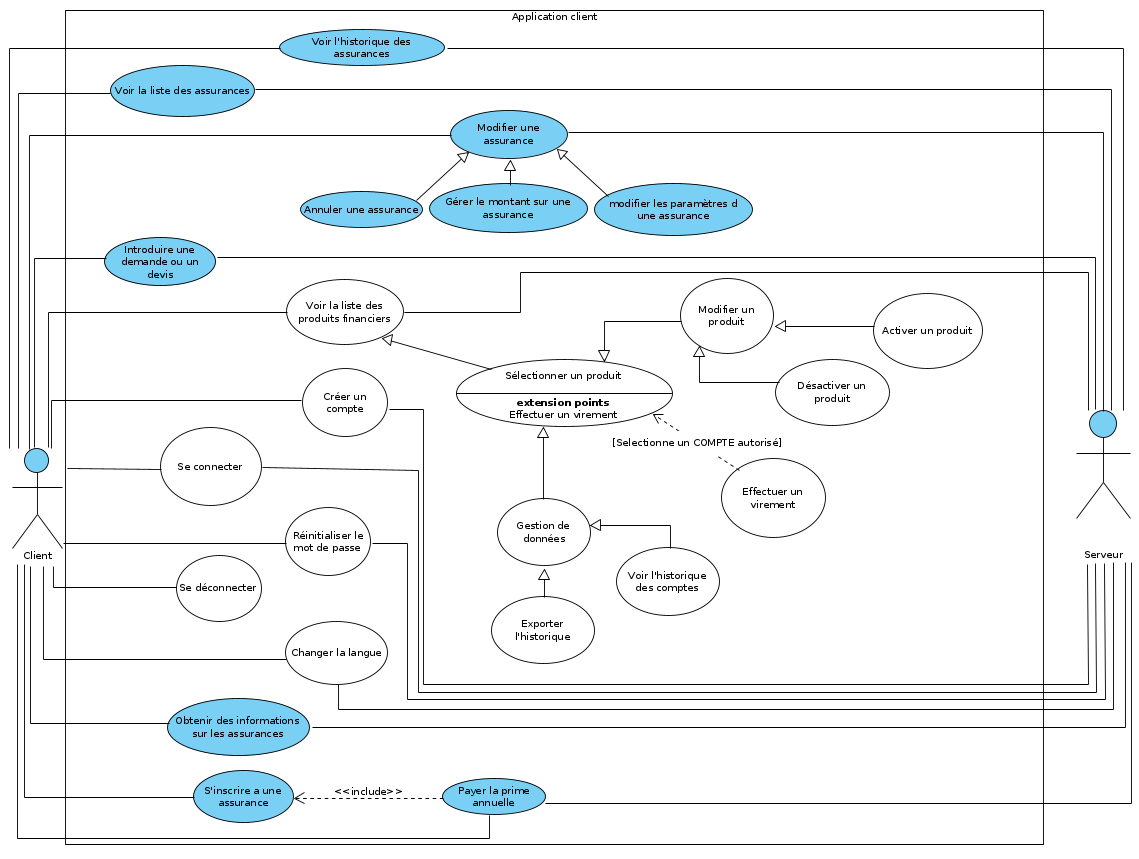 Application client
Voir l'historique des
assurances
Voir la liste des assurances
Modifier une
assurance
Annuler une assurance
Gérer le montant sur une
assurance
modifier les paramètres d
une assurance
Introduire une
demande ou un
devis
Voir la liste des
produits financiers
Modifier un
produit
Activer un produit
Sélectionner un produit
extension points
Effectuer un virement
Désactiver un
produit
Créer un
compte
[Selectionne un COMPTE autorisé]
Se connecter
Effectuer un
virement
Gestion de
données
Réinitialiser le
mot de passe
Client
Serveur
Voir l'historique
des comptes
Se déconnecter
Exporter
l'historique
Changer la langue
Obtenir des informations
sur les assurances
S'inscrire a une
assurance
<<include>>
Payer la prime
annuelle